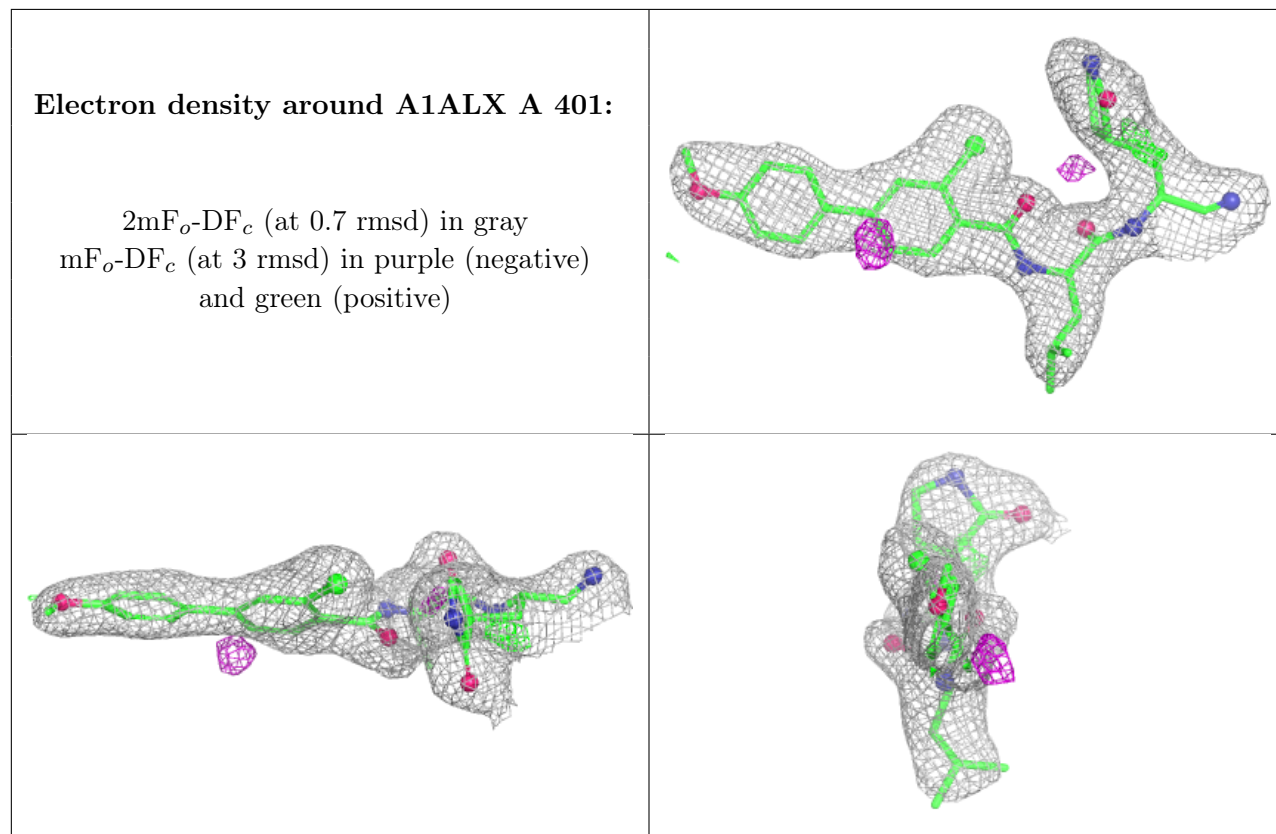 Electron density around A1ALX A 401:
2mFo-DFc (at 0.7 rmsd) in gray
mFo-DFc (at 3 rmsd) in purple (negative)
and green (positive)